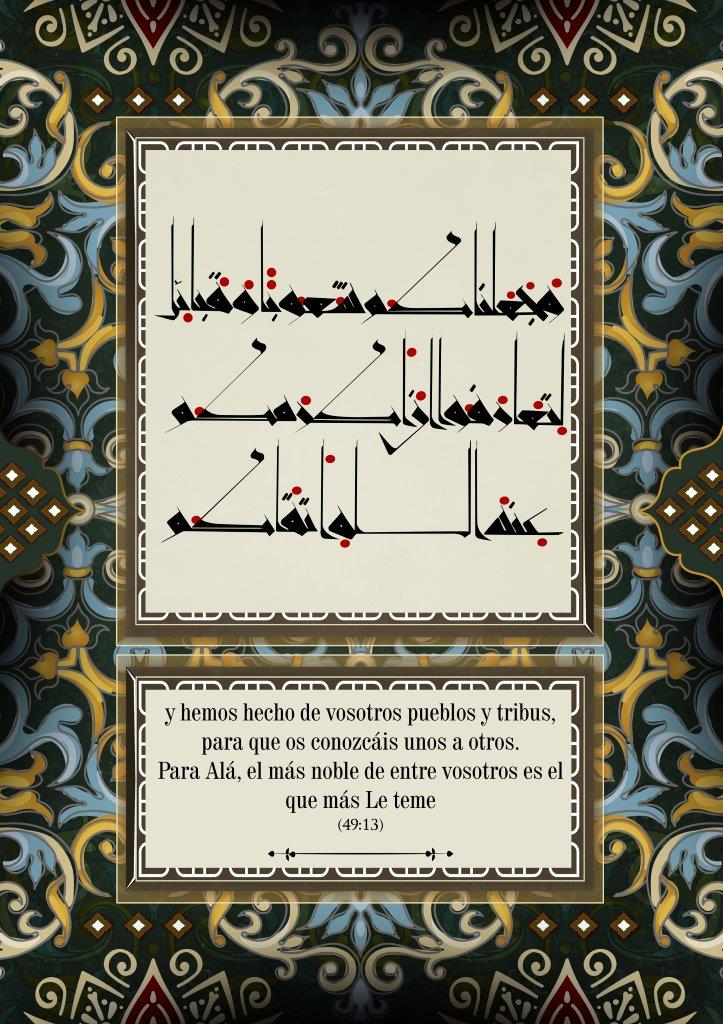 وجعلناكم شعوبا وقبائل
لتعارفوا إن أكرمكم
عند الله أتقاكم
y hemos hecho de vosotros pueblos y tribus,
para que os conozcáis unos a otros.
Para Alá, el más noble de entre vosotros es el
que más Le teme
(49:13)